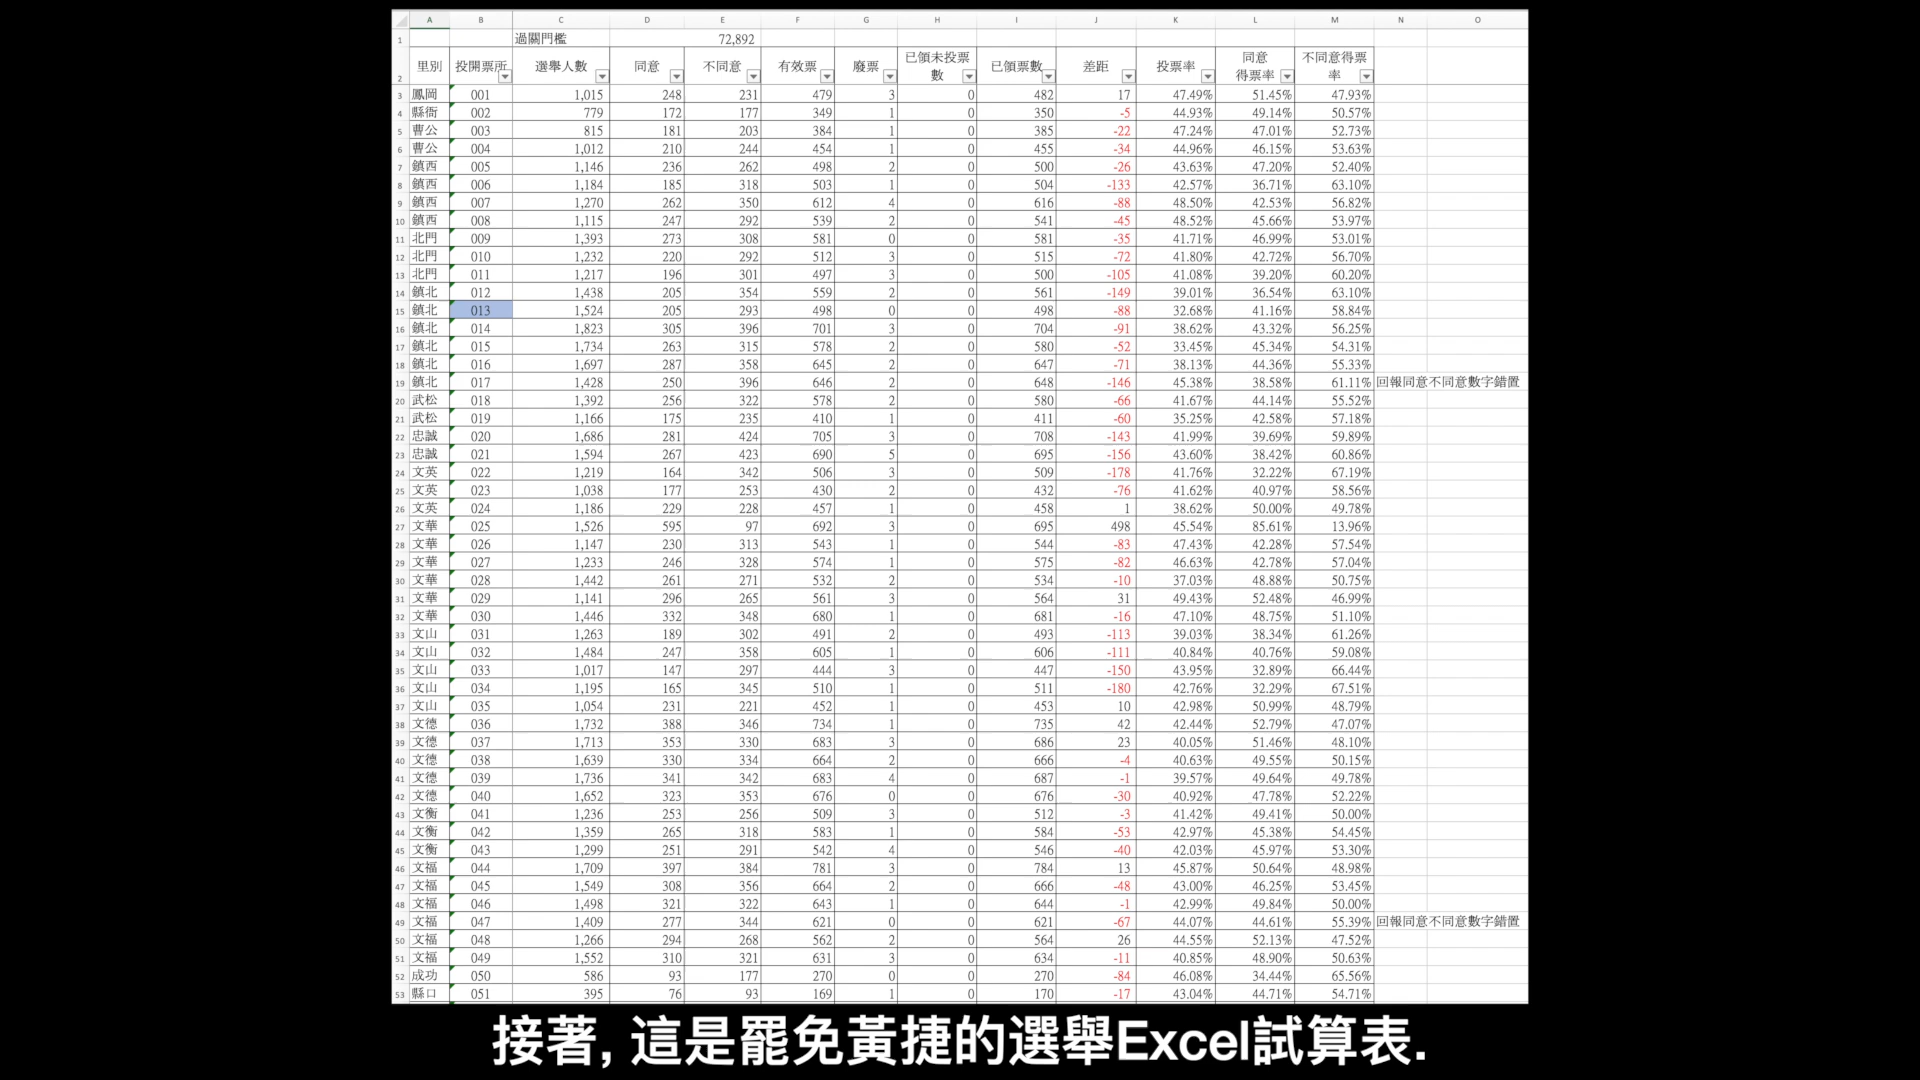 A B C D E F G H I J K L M N O
1 過關門檻 72,892
2 里別 投開票所 選舉人數 同意 不同意 有效票 廢票 已領未投票數 已領票數 差距 投票率 同意得票率 不同意得票率
3 鳳岡 001 1,015 248 231 479 3 0 482 17 47.49% 51.45% 47.93%
4 縣衙 002 779 172 177 349 1 0 350 -5 44.93% 49.14% 50.57%
5 曹公 003 815 181 203 384 1 0 385 -22 47.24% 47.01% 52.73%
6 曹公 004 1,012 210 244 454 1 0 455 -34 44.96% 46.15% 53.63%
7 鎮西 005 1,146 236 262 498 2 0 500 -26 43.63% 47.20% 52.40%
8 鎮西 006 1,184 185 318 503 1 0 504 -133 42.57% 36.71% 63.10%
9 鎮西 007 1,270 262 350 612 4 0 616 -88 48.50% 42.53% 56.82%
10 鎮西 008 1,115 247 292 539 2 0 541 -45 48.52% 45.66% 53.97%
11 北門 009 1,393 273 308 581 0 0 581 -35 41.71% 46.99% 53.01%
12 北門 010 1,232 220 292 512 3 0 515 -72 41.80% 42.72% 56.70%
13 北門 011 1,217 196 301 497 3 0 500 -105 41.08% 39.20% 60.20%
14 鎮北 012 1,438 205 354 559 2 0 561 -149 39.01% 36.54% 63.10%
15 鎮北 013 1,524 205 293 498 0 0 498 -88 32.68% 41.16% 58.84%
16 鎮北 014 1,823 305 396 701 3 0 704 -91 38.62% 43.32% 56.25%
17 鎮北 015 1,734 263 315 578 2 0 580 -52 33.45% 45.34% 54.31%
18 鎮北 016 1,697 287 358 645 2 0 647 -71 38.13% 44.36% 55.33%
19 鎮北 017 1,428 250 396 646 2 0 648 -146 45.38% 38.58% 61.11% 回報同意不同意數字錯置
20 武松 018 1,392 256 322 578 2 0 580 -66 41.67% 44.14% 55.52%
21 武松 019 1,166 175 235 410 1 0 411 -60 35.25% 42.58% 57.18%
22 忠誠 020 1,686 281 424 705 3 0 708 -143 41.99% 39.69% 59.89%
23 忠誠 021 1,594 267 423 690 5 0 695 -156 43.60% 38.42% 60.86%
24 文英 022 1,219 164 342 506 3 0 509 -178 41.76% 32.22% 67.19%
25 文英 023 1,038 177 253 430 2 0 432 -76 41.62% 40.97% 58.56%
26 文英 024 1,186 229 228 457 1 0 458 1 38.62% 50.00% 49.78%
27 文華 025 1,526 595 97 692 3 0 695 498 45.54% 85.61% 13.96%
28 文華 026 1,147 230 313 543 1 0 544 -83 47.43% 42.28% 57.54%
29 文華 027 1,233 246 328 574 1 0 575 -82 46.63% 42.78% 57.04%
30 文華 028 1,442 261 271 532 2 0 534 -10 37.03% 48.88% 50.75%
31 文華 029 1,141 296 265 561 3 0 564 31 49.43% 52.48% 46.99%
32 文華 030 1,446 332 348 680 1 0 681 -16 47.10% 48.75% 51.10%
33 文山 031 1,263 189 302 491 2 0 493 -113 39.03% 38.34% 61.26%
34 文山 032 1,484 247 358 605 1 0 606 -111 40.84% 40.76% 59.08%
35 文山 033 1,017 147 297 444 3 0 447 -150 43.95% 32.89% 66.44%
36 文山 034 1,195 165 345 510 1 0 511 -180 42.76% 32.29% 67.51%
37 文山 035 1,054 231 221 452 1 0 453 10 42.98% 50.99% 48.79%
38 文德 036 1,732 388 346 734 1 0 735 42 42.44% 52.79% 47.07%
39 文德 037 1,713 353 330 683 3 0 686 23 40.05% 51.46% 48.10%
40 文德 038 1,639 330 334 664 2 0 666 -4 40.63% 49.55% 50.15%
41 文德 039 1,736 341 342 683 4 0 687 -1 39.57% 49.64% 49.78%
42 文德 040 1,652 323 353 676 0 0 676 -30 40.92% 47.78% 52.22%
43 文衡 041 1,236 253 256 509 3 0 512 -3 41.42% 49.41% 50.00%
44 文衡 042 1,359 265 318 583 1 0 584 -53 42.97% 45.38% 54.45%
45 文衡 043 1,299 251 291 542 4 0 546 -40 42.03% 45.97% 53.30%
46 文福 044 1,709 397 384 781 3 0 784 13 45.87% 50.64% 48.98%
47 文福 045 1,549 308 356 664 2 0 666 -48 43.00% 46.25% 53.45%
48 文福 046 1,498 321 322 643 1 0 644 -1 42.99% 49.84% 50.00%
49 文福 047 1,409 277 344 621 0 0 621 -67 44.07% 44.61% 55.39% 回報同意不同意數字錯置
50 文福 048 1,266 294 268 562 2 0 564 26 44.55% 52.13% 47.52%
51 文福 049 1,552 310 321 631 3 0 634 -11 40.85% 48.90% 50.63%
52 成功 050 586 93 177 270 0 0 270 -84 46.08% 34.44% 65.56%
53 縣口 051 395 76 93 169 1 0 170 -17 43.04% 44.71% 54.71%
接著, 這是罷免黃捷的選舉Excel試算表.